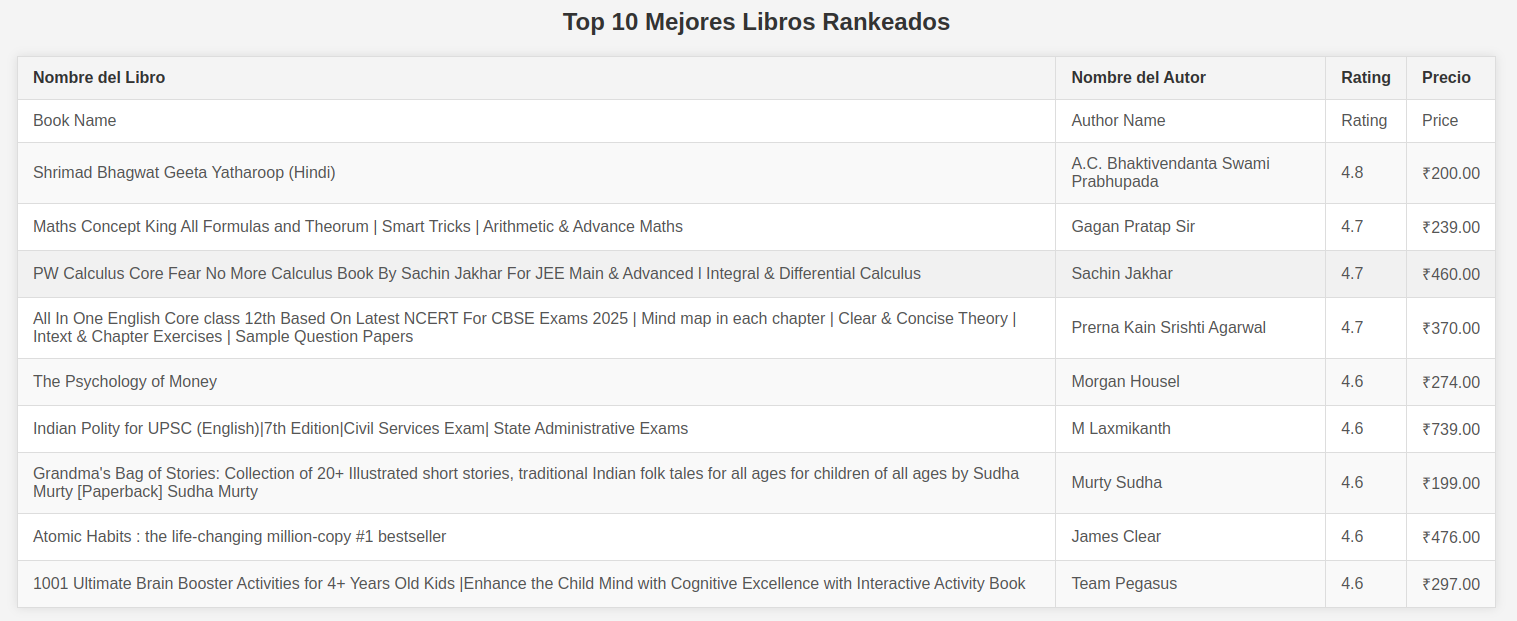 Top 10 Mejores Libros Rankeados
Nombre del Libro Nombre del Autor Rating Precio
Book Name Author Name Rating Price
Shrimad Bhagwat Geeta Yatharoop (Hindi) A.C. Bhaktivendanta Swami
Prabhupada 4.8 ₹200.00
Maths Concept King All Formulas and Theorum | Smart Tricks | Arithmetic & Advance Maths Gagan Pratap Sir 4.7 ₹239.00
PW Calculus Core Fear No More Calculus Book By Sachin Jakhar For JEE Main & Advanced l Integral & Differential Calculus Sachin Jakhar 4.7 ₹460.00
All In One English Core class 12th Based On Latest NCERT For CBSE Exams 2025 | Mind map in each chapter | Clear & Concise Theory |
Intext & Chapter Exercises | Sample Question Papers Prerna Kain Srishti Agarwal 4.7 ₹370.00
The Psychology of Money Morgan Housel 4.6 ₹274.00
Indian Polity for UPSC (English)|7th Edition|Civil Services Exam| State Administrative Exams M Laxmikanth 4.6 ₹739.00
Grandma's Bag of Stories: Collection of 20+ Illustrated short stories, traditional Indian folk tales for all ages for children of all ages by Sudha
Murty [Paperback] Sudha Murty Murty Sudha 4.6 ₹199.00
Atomic Habits : the life-changing million-copy #1 bestseller James Clear 4.6 ₹476.00
1001 Ultimate Brain Booster Activities for 4+ Years Old Kids |Enhance the Child Mind with Cognitive Excellence with Interactive Activity Book Team Pegasus 4.6 ₹297.00